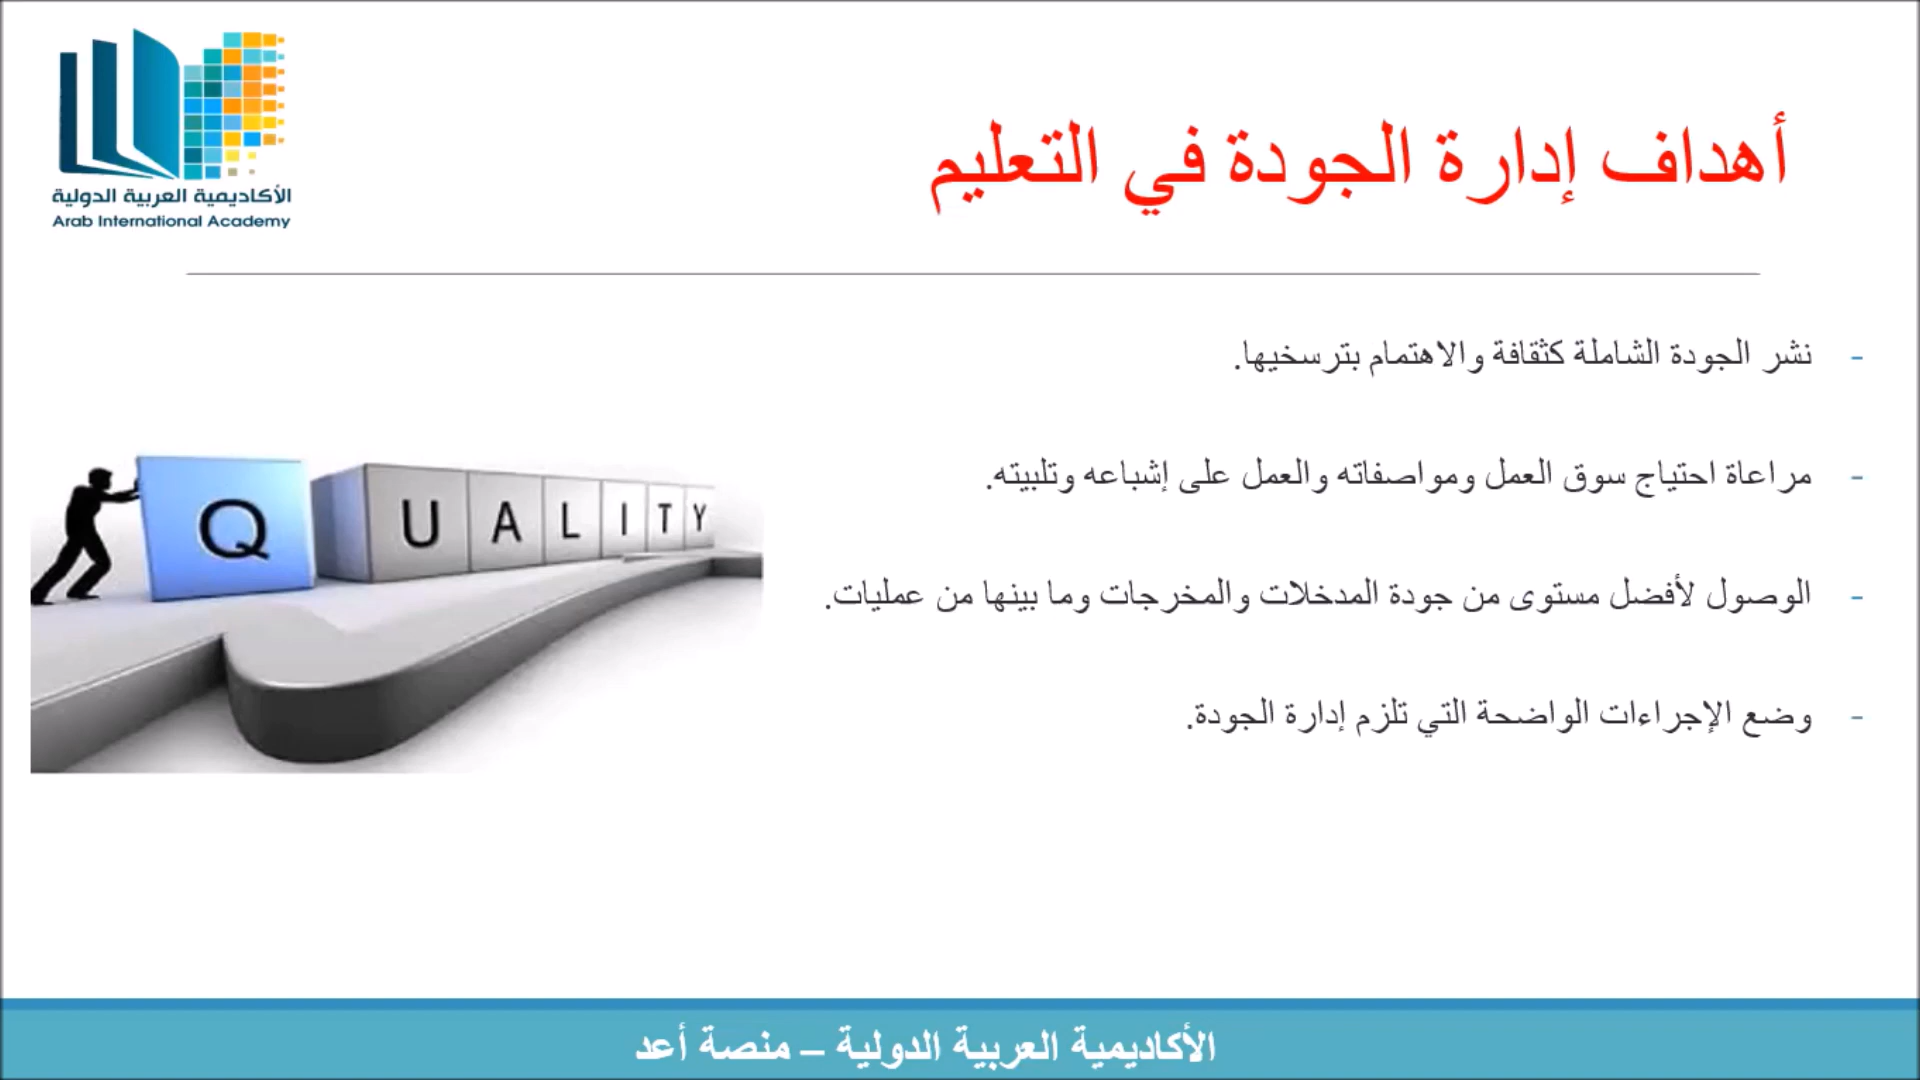 الأكاديمية العربية الدولية
Arab International Academy
أهداف إدارة الجودة في التعليم
- نشر الجودة الشاملة كثقافة والاهتمام بترسخيها.
- مراعاة احتياج سوق العمل ومواصفاته والعمل على إشباعه وتلبيته.
- الوصول لأفضل مستوى من جودة المدخلات والمخرجات وما بينها من عمليات.
- وضع الإجراءات الواضحة التي تلزم إدارة الجودة.
QUALITY
الأكاديمية العربية الدولية – منصة أعد